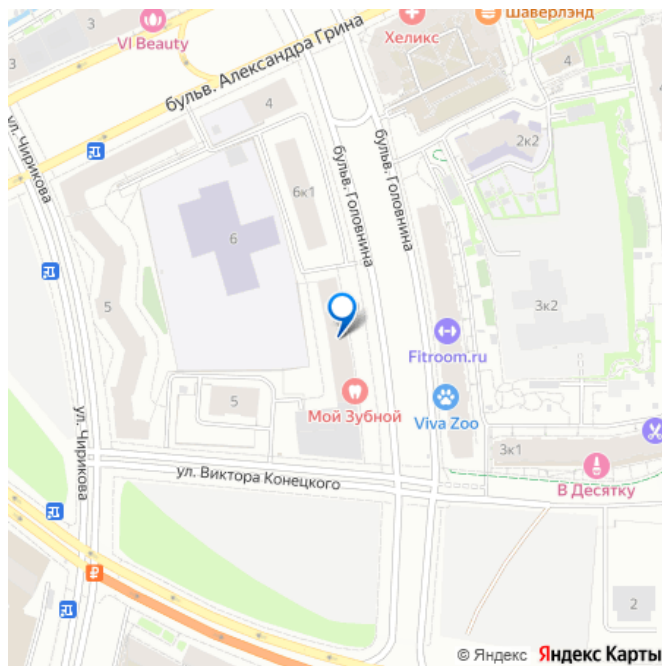 3
VI Beauty
3
Хеликс
Шаверлэнд
бульв. Александра Грина
4
4
2к2
ул. Чирикова
бульв. Головнина
бульв. Головнина
6к1
6
5
3к2
Fitroom.ru
5
Мой Зубной
Viva Zoo
ул. Чирикова
3к1
ул. Виктора Конецкого
В Десятку
₽
2
© Яндекс Яндекс Карты